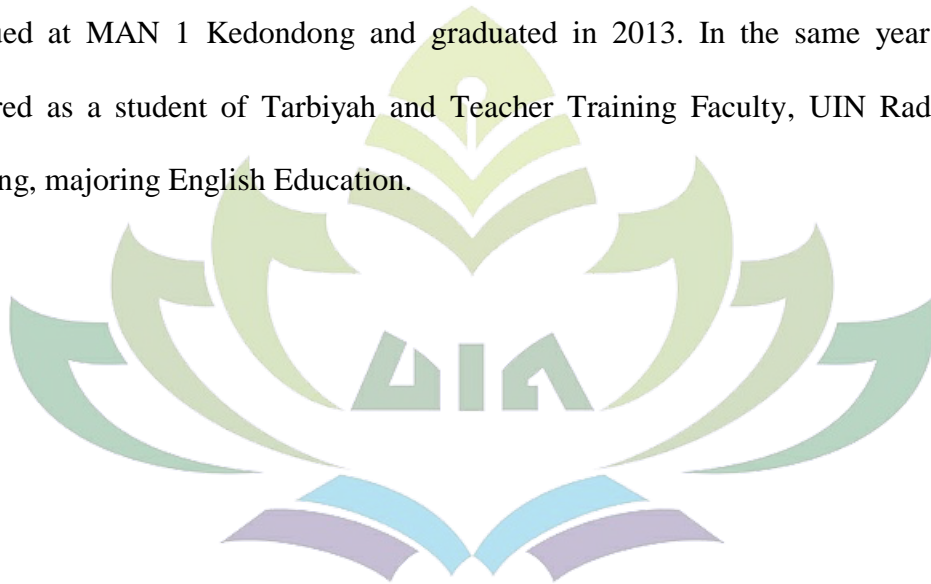 ued at MAN 1 Kedondong and graduated in 2013. In the same year
red as a student of Tarbiyah and Teacher Training Faculty, UIN Rad
ng, majoring English Education.
UIN